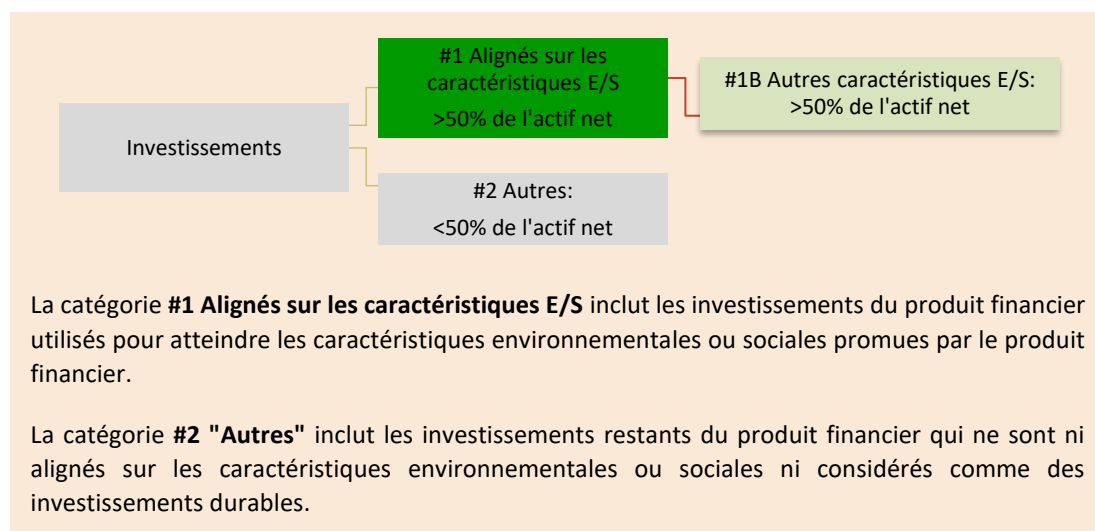 #1 Alignés sur les
caractéristiques E/S
>50% de l'actif net
#1B Autres caractéristiques E/S:
>50% de l'actif net
Investissements
#2 Autres:
<50% de l'actif net
La catégorie #1 Alignés sur les caractéristiques E/S inclut les investissements du produit financier
utilisés pour atteindre les caractéristiques environnementales ou sociales promues par le produit
financier.
La catégorie #2 "Autres" inclut les investissements restants du produit financier qui ne sont ni
alignés sur les caractéristiques environnementales ou sociales ni considérés comme des
investissements durables.